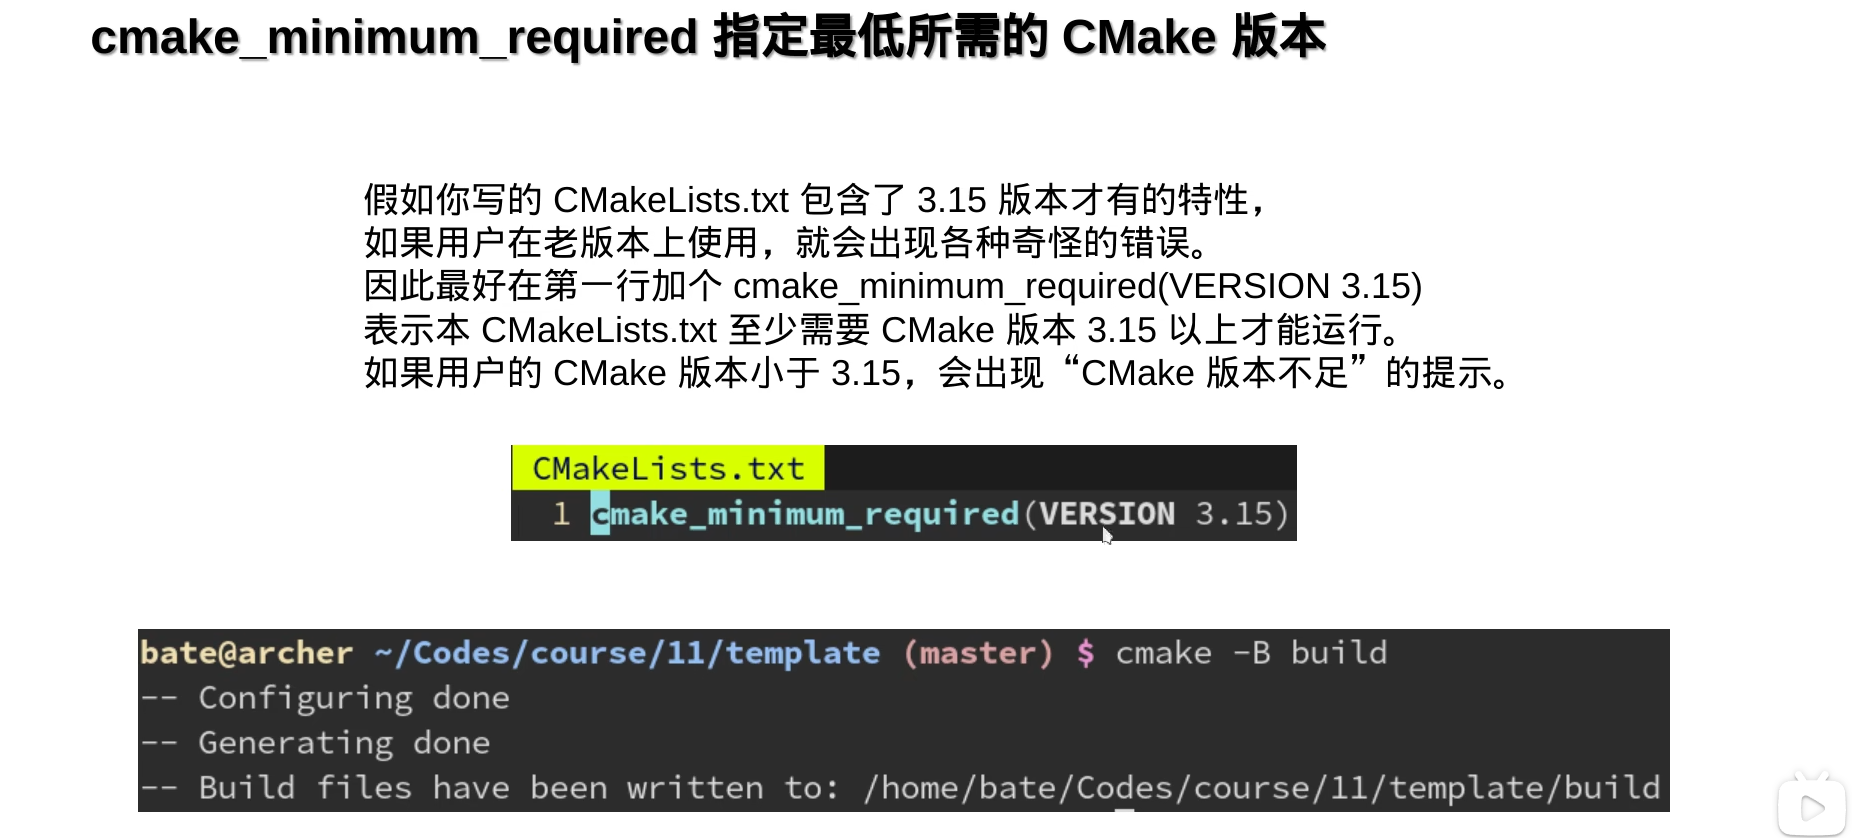 cmake_minimum_required 指定最低所需的 CMake 版本
假如你写的 CMakeLists.txt 包含了 3.15 版本才有的特性，
如果用户在老版本上使用，就会出现各种奇怪的错误。
因此最好在第一行加个 cmake_minimum_required(VERSION 3.15)
表示本 CMakeLists.txt 至少需要 CMake 版本 3.15 以上才能运行。
如果用户的 CMake 版本小于 3.15，会出现“CMake 版本不足”的提示。
CMakeLists.txt
1 cmake_minimum_required(VERSION 3.15)
bate@archer ~/Codes/course/11/template (master) $ cmake -B build
-- Configuring done
-- Generating done
-- Build files have been written to: /home/bate/Codes/course/11/template/build